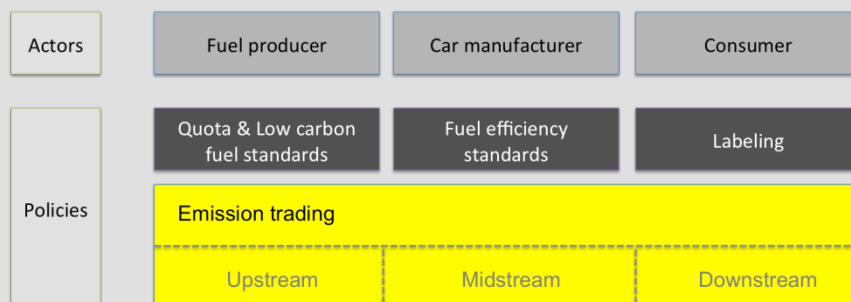 Actors
Fuel producer
Car manufacturer
Consumer
Quota & Low carbon
fuel standards
Fuel efficiency
standards
Labeling
Policies
Emission trading
Upstream
Midstream
Downstream